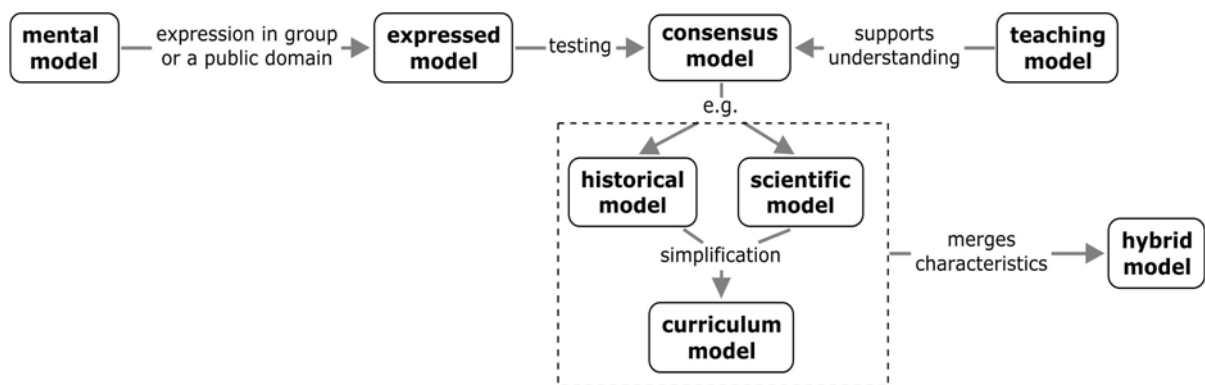 mental
model
expression in group
or a public domain
expressed
model
testing
consensus
model
supports
understanding
teaching
model
e.g.
historical
model
scientific
model
simplification
curriculum
model
merges
characteristics
hybrid
model